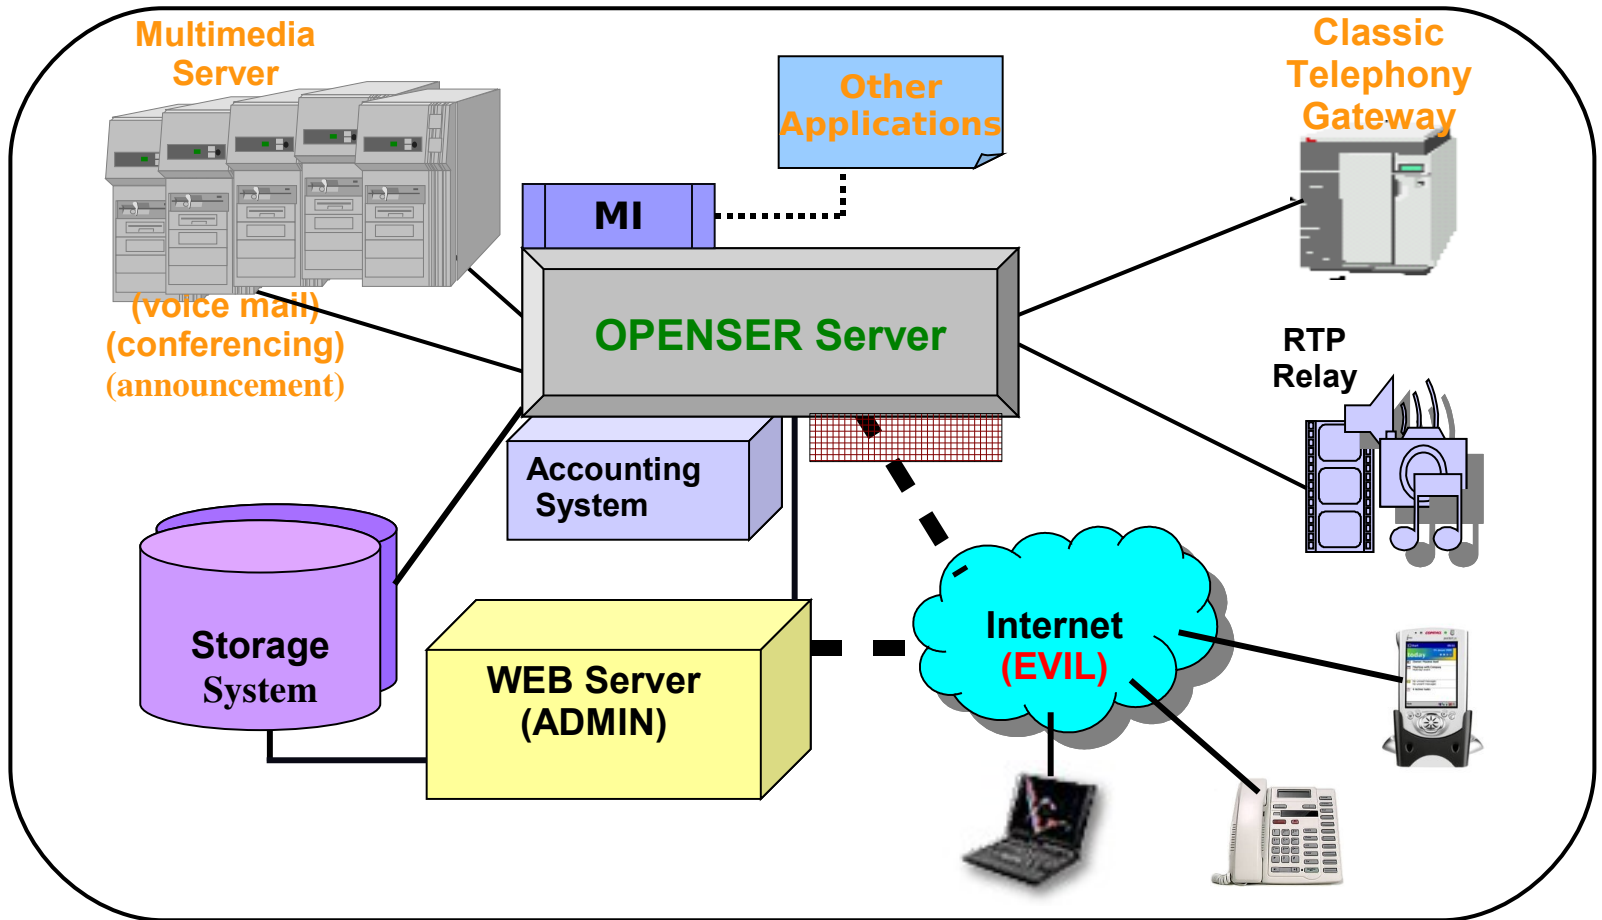 Multimedia
Server
(voice mail)
(conferencing)
(announcement)
Other
Applications
Classic
Telephony
Gateway
MI
OPENSER Server
RTP
Relay
Accounting
System
Storage
System
WEB Server
(ADMIN)
Internet
(EVIL)
today